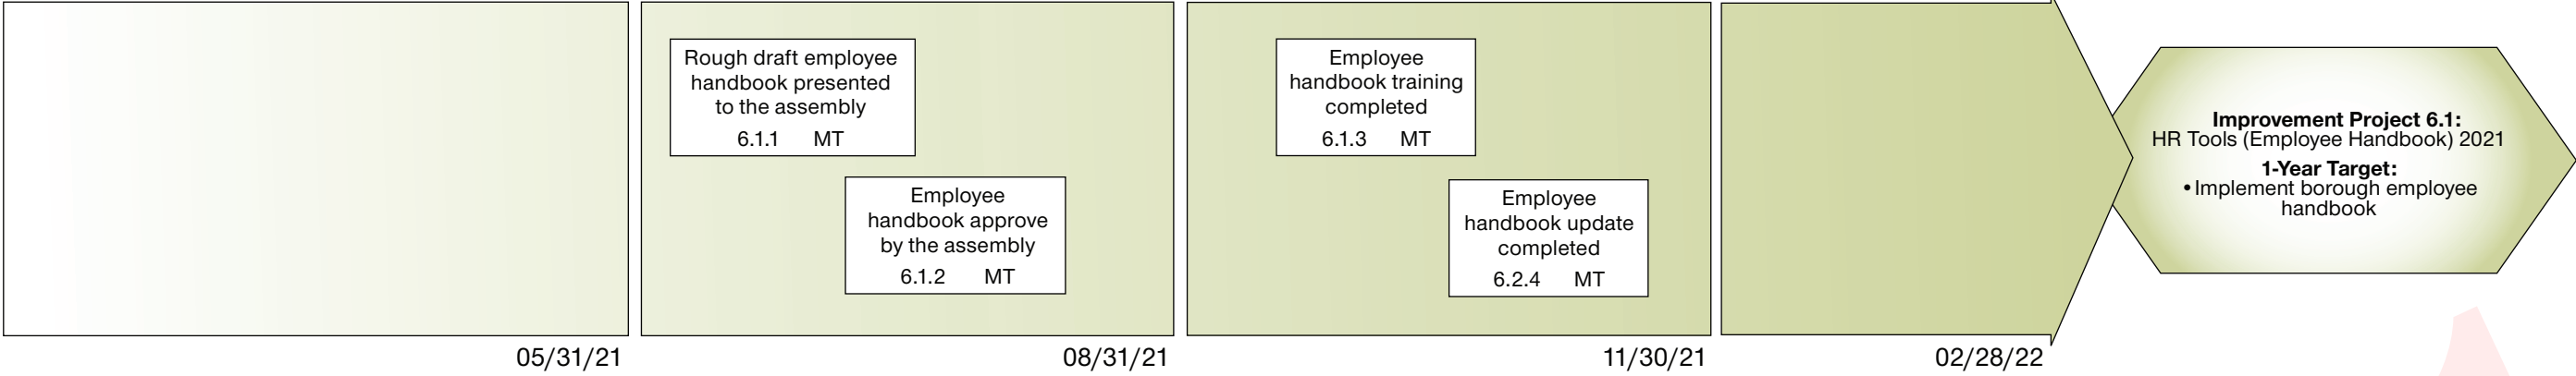 Rough draft employee
handbook presented
to the assembly
6.1.1 MT
Employee
handbook approve
by the assembly
6.1.2 MT
Employee
handbook training
completed
6.1.3 MT
Employee
handbook update
completed
6.2.4 MT
Improvement Project 6.1:
HR Tools (Employee Handbook) 2021
1-Year Target:
• Implement borough employee
handbook
05/31/21
08/31/21
11/30/21
02/28/22